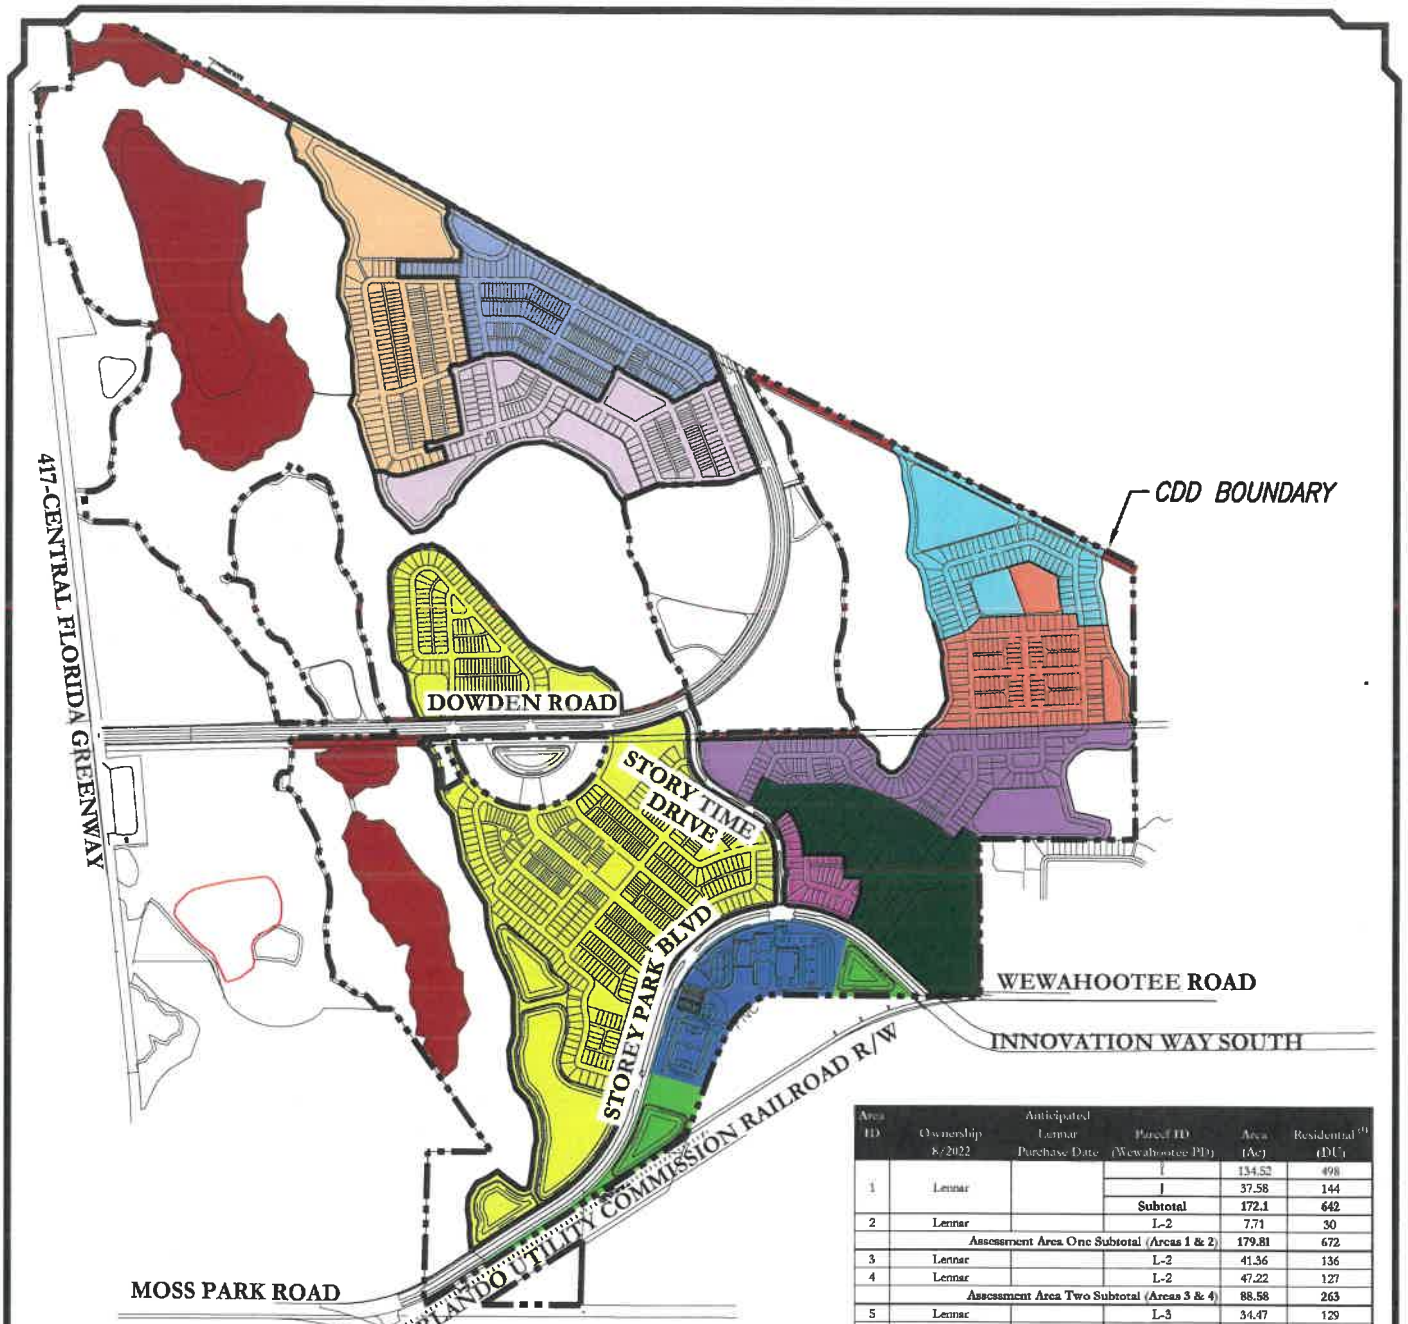 CDD BOUNDARY
417-CENTRAL FLORIDA GREENWAY
DOWDEN ROAD
STORY TIME
DRIVE
STOREY PARK BLVD
WEWAHOOTEE ROAD
INNOVATION WAY SOUTH
ORLANDO UTILITY COMMISSION RAILROAD R/W
MOSS PARK ROAD
Area ID Ownership 8/2022 Anticipated Lennar Purchase Date Parcel ID (Wewahootee PD) Area (Ac) Residential (1) (DU)
1 Lennar I 134.52 498
J 37.58 144
Subtotal 172.1 642
2 Lennar L-2 7.71 30
Assessment Area One Subtotal (Areas 1 & 2) 179.81 672
3 Lennar L-2 41.36 136
4 Lennar L-2 47.22 127
Assessment Area Two Subtotal (Areas 3 & 4) 88.58 263
5 Lennar L-3 34.47 129